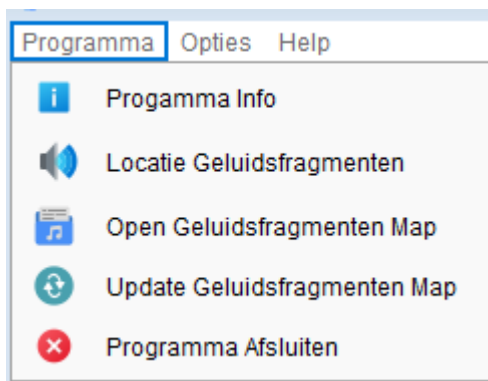 Programma Opties Help
Progamma Info
Locatie Geluidsfragmenten
Open Geluidsfragmenten Map
Update Geluidsfragmenten Map
Programma Afsluiten